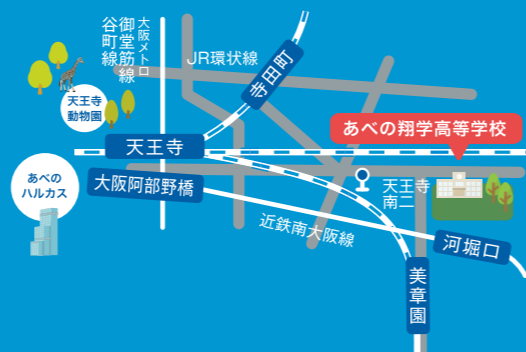 大阪メトロ
御堂筋線
谷町線
JR環状線
寺田町
天王寺
動物園
あべの翔学高等学校
天王寺
あべの
ハルカス
大阪阿部野橋
天王寺
南二
近鉄南大阪線
河堀口
美章園